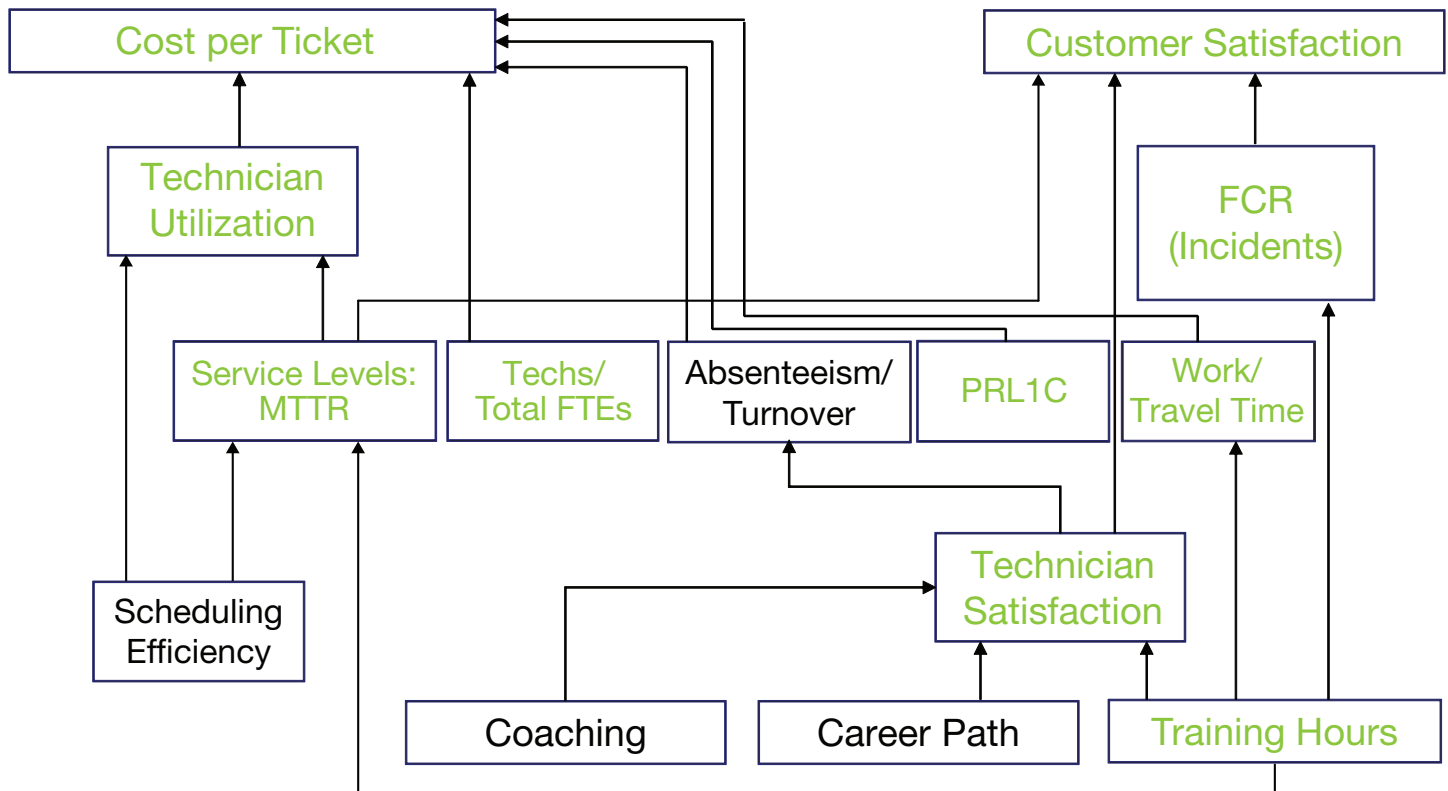 Cost per Ticket
Customer Satisfaction
Technician
Utilization
FCR
(Incidents)
Service Levels:
MTTR
Techs/
Total FTEs
Absenteeism/
Turnover
PRL1C
Work/
Travel Time
Technician
Satisfaction
Scheduling
Efficiency
Coaching
Career Path
Training Hours